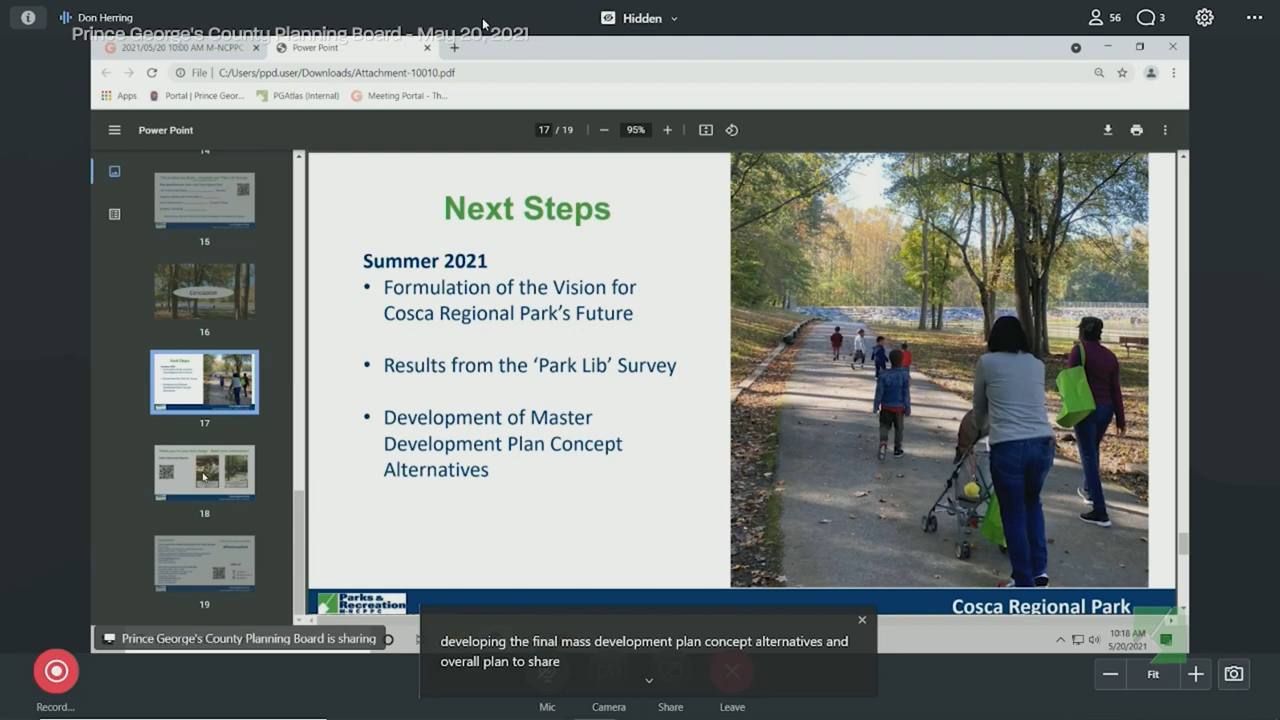 Don Herring
Hidden
56
3
Prince George's County Planning Board - May 20, 2021
2021/05/20 10:00 AM M-NCPPC
Power Point
File
C:/Users/ppd.user/Downloads/Attachment-10010.pdf
Apps
Portal | Prince Geor...
PGAtlas (Internal)
Meeting Portal - Th...
Power Point
17 / 19
95%
14
15
Conclusion
16
Next Steps
17
18
19
Next Steps
Summer 2021
• Formulation of the Vision for
Cosca Regional Park's Future
• Results from the 'Park Lib' Survey
• Development of Master
Development Plan Concept
Alternatives
Parks &
Recreation
M-NCPPC
Cosca Regional Park
Prince George's County Planning Board is sharing
developing the final mass development plan concept alternatives and
overall plan to share
10:18 AM
5/20/2021
Record...
Mic
Camera
Share
Leave
Fit